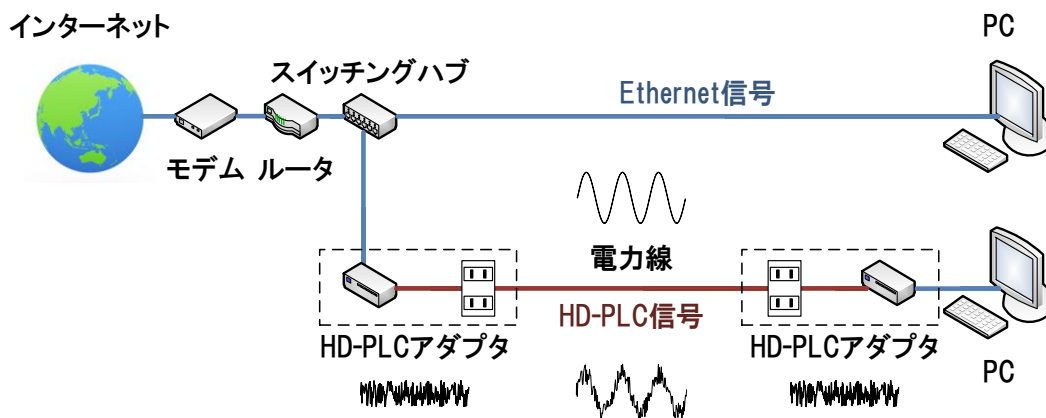 インターネット
PC
スイッチングハブ
Ethernet信号
モデム ルータ
電力線
HD-PLC信号
HD-PLCアダプタ
HD-PLCアダプタ
PC